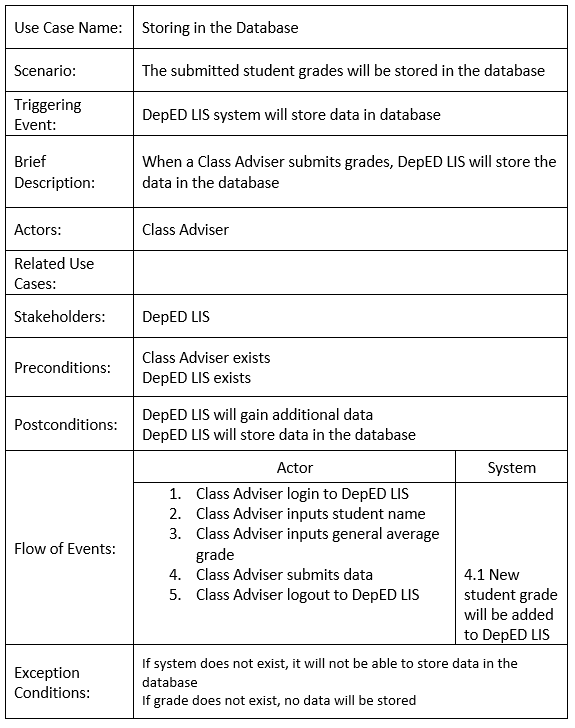 Use Case Name:
Storing in the Database
Scenario:
The submitted student grades will be stored in the database
Triggering
Event:
DepED LIS system will store data in database
Brief
Description:
When a Class Adviser submits grades, DepED LIS will store the
data in the database
Actors:
Class Adviser
Related Use
Cases:
Stakeholders:
DepED LIS
Preconditions:
Class Adviser exists
DepED LIS exists
Postconditions:
DepED LIS will gain additional data
DepED LIS will store data in the database
Flow of Events:
Actor
System
1. Class Adviser login to DepED LIS
2. Class Adviser inputs student name
3. Class Adviser inputs general average
grade
4. Class Adviser submits data
5. Class Adviser logout to DepED LIS
4.1 New
student grade
will be added
to DepED LIS
Exception
Conditions:
If system does not exist, it will not be able to store data in the
database
If grade does not exist, no data will be stored